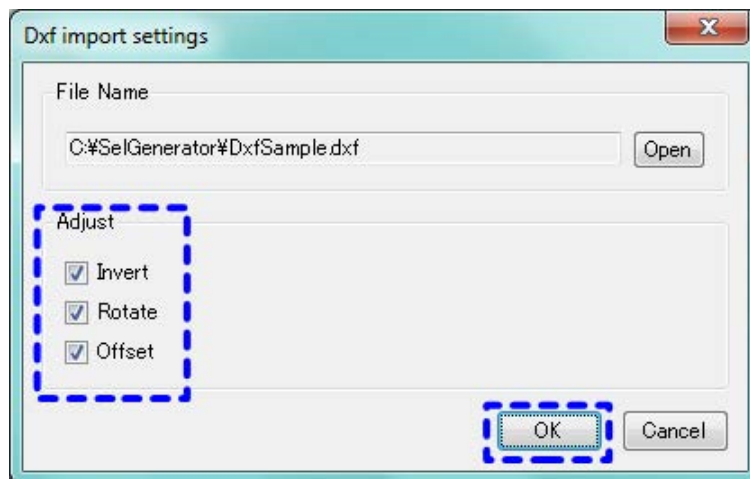 Dxf import settings
File Name
C:¥SelGenerator¥DxfSample.dxf
Open
Adjust
Invert
Rotate
Offset
OK Cancel